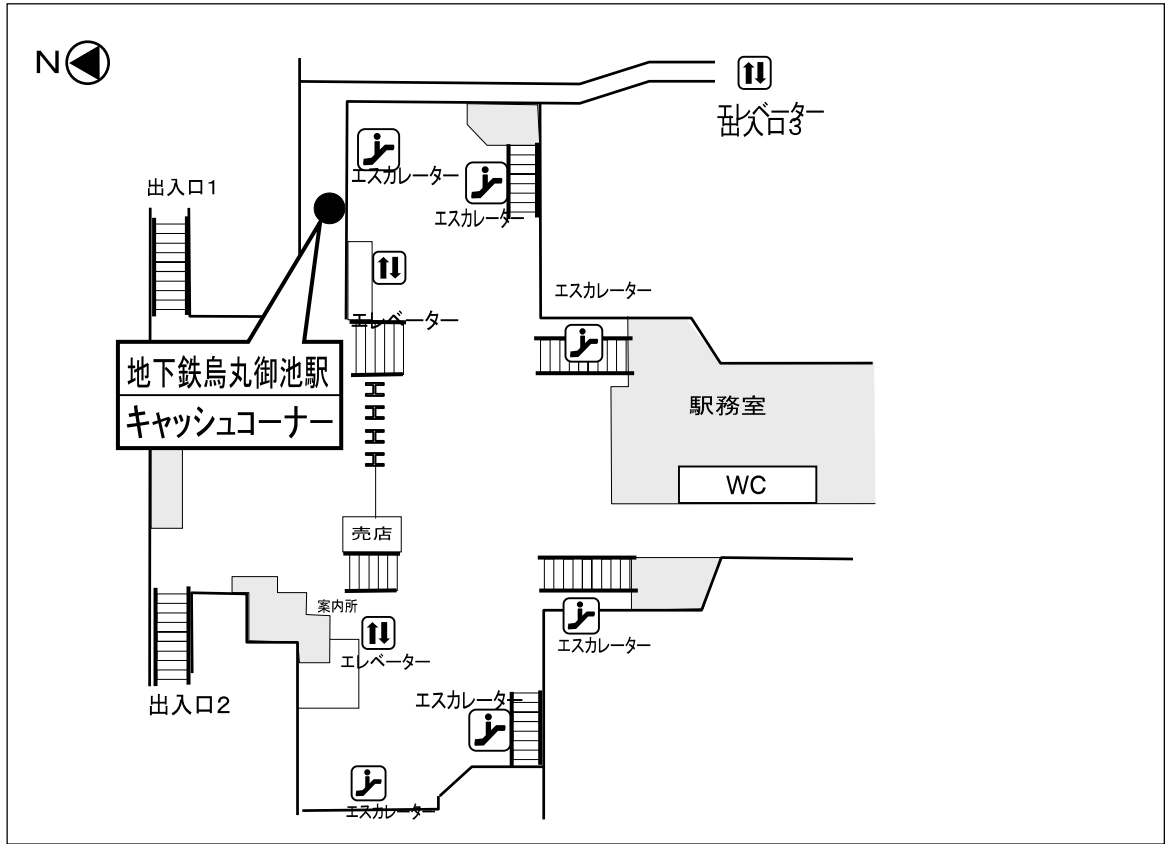 N
エレベーター
出入口3
エスカレーター
エスカレーター
出入口1
エスカレーター
エレベーター
地下鉄烏丸御池駅
キャッシュコーナー
駅務室
WC
売店
案内所
エレベーター
エスカレーター
出入口2
エスカレーター
エスカレーター